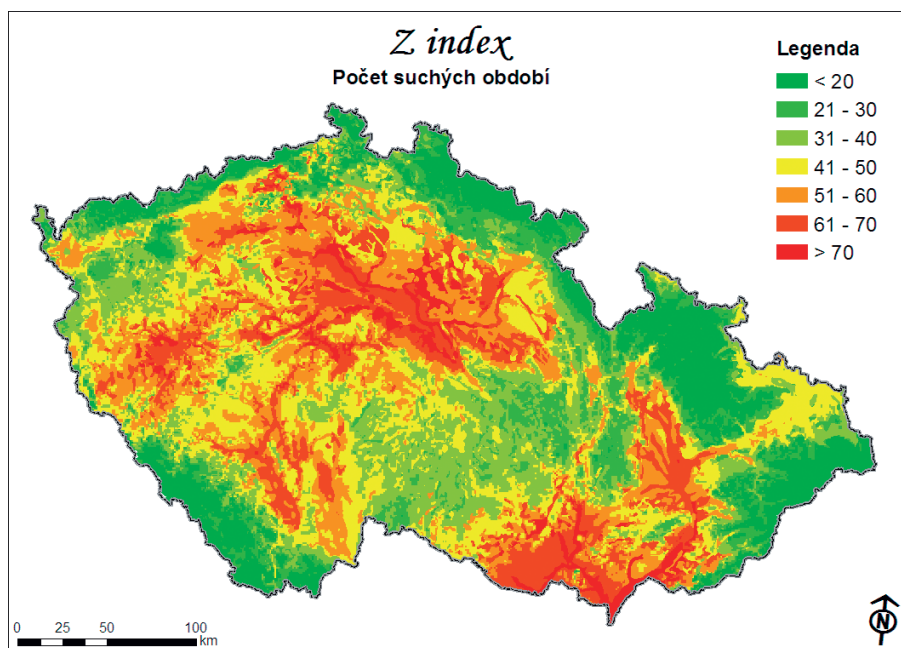 Z index
Počet suchých období
Legenda
< 20
21 - 30
31 - 40
41 - 50
51 - 60
61 - 70
> 70
0 25 50 100
km
N